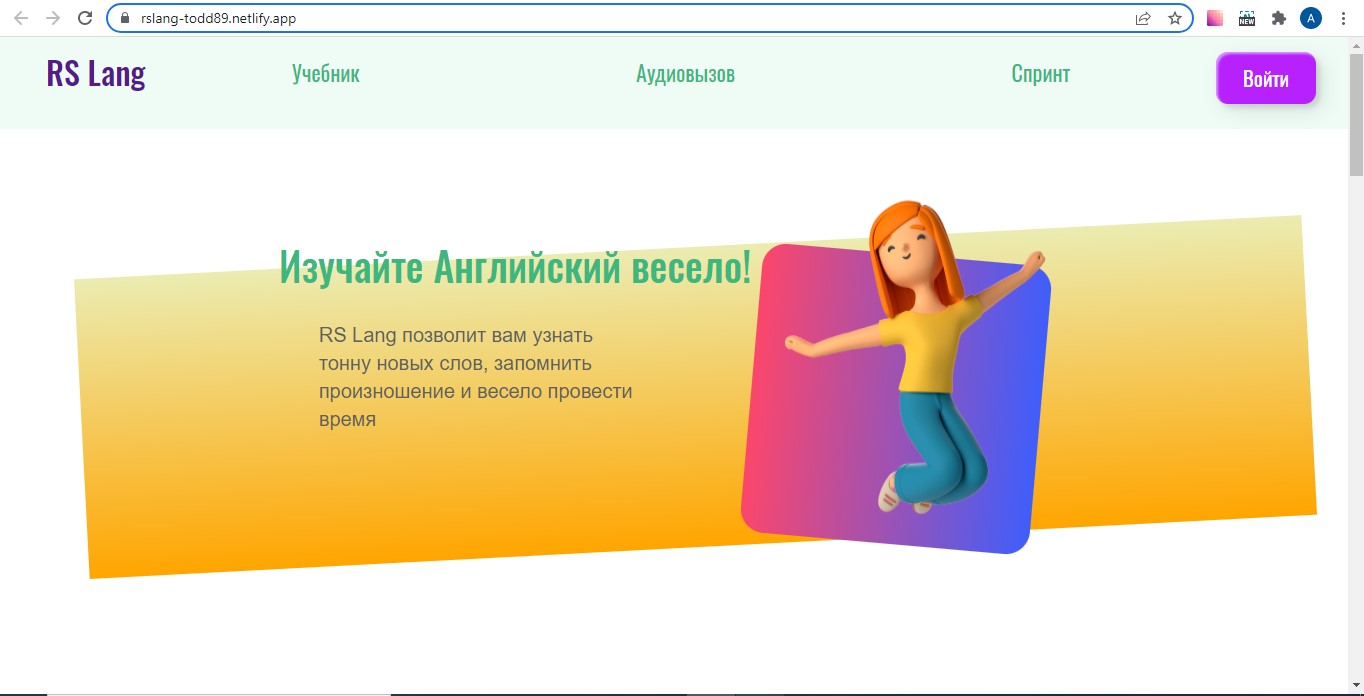 rslang-todd89.netlify.app
NEW
A
RS Lang
Учебник
Аудиовызов
Спринт
Войти
Изучайте Английский весело!
RS Lang позволит вам узнать
тонну новых слов, запомнить
произношение и весело провести
время